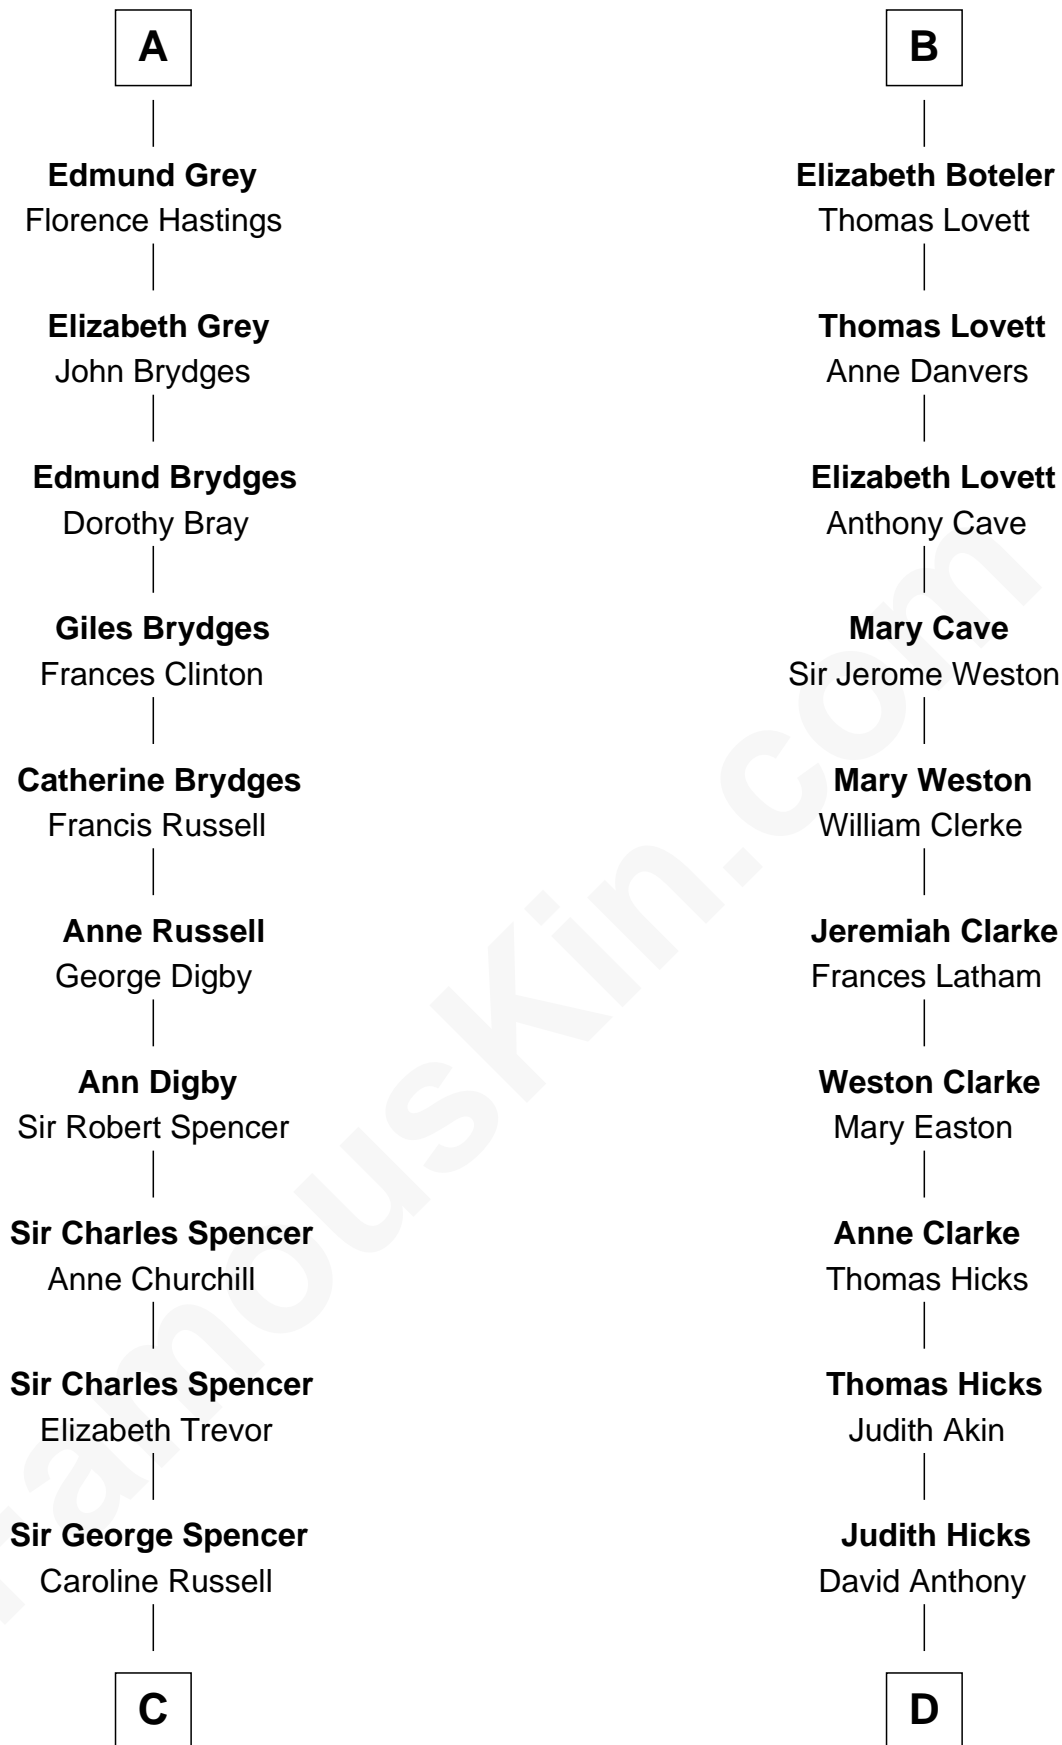 A
Edmund Grey
Florence Hastings
Elizabeth Grey
John Brydges
Edmund Brydges
Dorothy Bray
Giles Brydges
Frances Clinton
Catherine Brydges
Francis Russell
Anne Russell
George Digby
Ann Digby
Sir Robert Spencer
Sir Charles Spencer
Anne Churchill
Sir Charles Spencer
Elizabeth Trevor
Sir George Spencer
Caroline Russell
C
B
Elizabeth Boteler
Thomas Lovett
Thomas Lovett
Anne Danvers
Elizabeth Lovett
Anthony Cave
Mary Cave
Sir Jerome Weston
Mary Weston
William Clerke
Jeremiah Clarke
Frances Latham
Weston Clarke
Mary Easton
Anne Clarke
Thomas Hicks
Thomas Hicks
Judith Akin
Judith Hicks
David Anthony
D
FamousKin.com